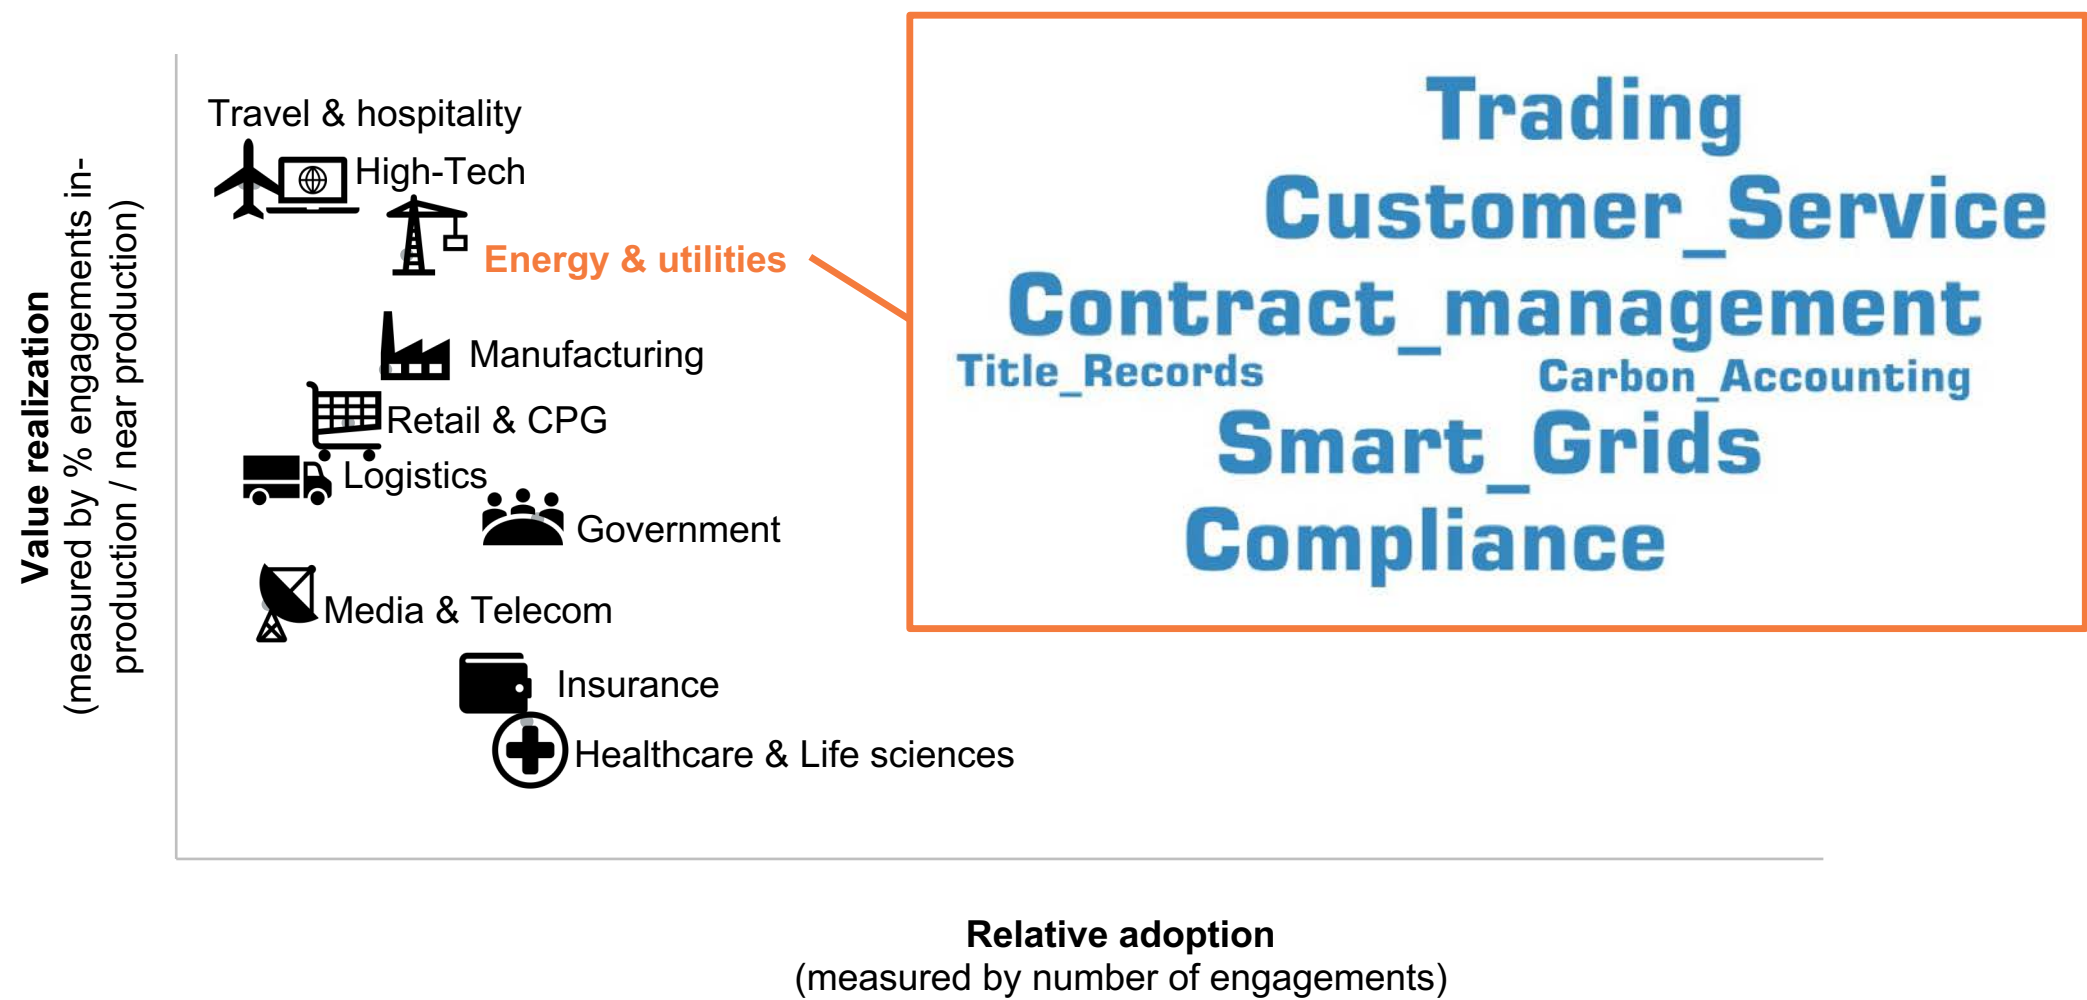 Value realization
(measured by % engagements in-
production / near production)
Travel & hospitality
High-Tech
Energy & utilities
Manufacturing
Retail & CPG
Logistics
Government
Media & Telecom
Insurance
Healthcare & Life sciences
Trading
Customer_Service
Contract_management
Title_Records
Carbon_Accounting
Smart_Grids
Compliance
Relative adoption
(measured by number of engagements)